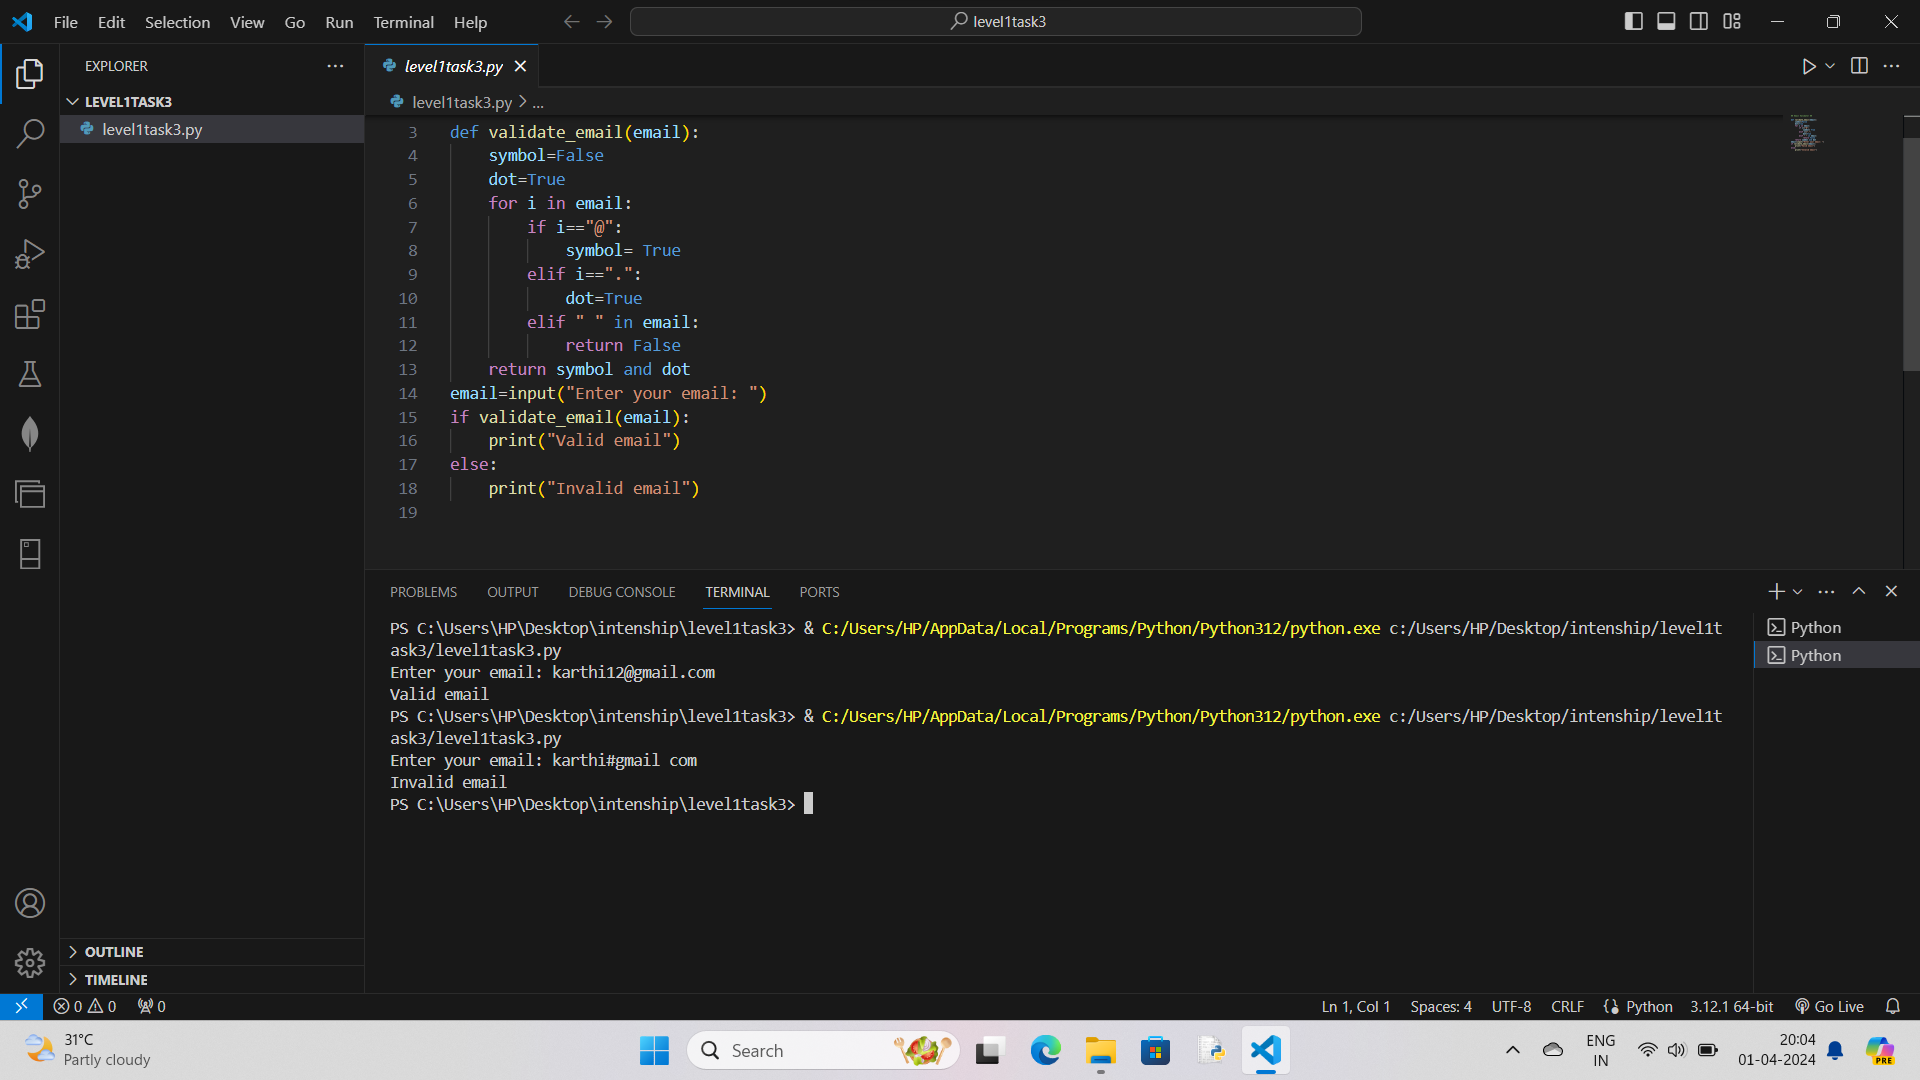 File Edit Selection View Go Run Terminal Help
level1task3
EXPLORER
level1task3.py
LEVEL1TASK3
level1task3.py
level1task3.py > ...
3 def validate_email(email):
4 symbol=False
5 dot=True
6 for i in email:
7 if i=="@":
8 symbol= True
9 elif i==".":
10 dot=True
11 elif " " in email:
12 return False
13 return symbol and dot
14 email=input("Enter your email: ")
15 if validate_email(email):
16 print("Valid email")
17 else:
18 print("Invalid email")
19
PROBLEMS OUTPUT DEBUG CONSOLE TERMINAL PORTS
PS C:\Users\HP\Desktop\intenship\level1task3> & C:/Users/HP/AppData/Local/Programs/Python/Python312/python.exe c:/Users/HP/Desktop/intenship/level1t
ask3/level1task3.py
Enter your email: karthi12@gmail.com
Valid email
PS C:\Users\HP\Desktop\intenship\level1task3> & C:/Users/HP/AppData/Local/Programs/Python/Python312/python.exe c:/Users/HP/Desktop/intenship/level1t
ask3/level1task3.py
Enter your email: karthi#gmail com
Invalid email
PS C:\Users\HP\Desktop\intenship\level1task3>
Python
Python
OUTLINE
TIMELINE
0 0 0
Ln 1, Col 1 Spaces: 4 UTF-8 CRLF Python 3.12.1 64-bit Go Live
31°C
Partly cloudy
Search
ENG
IN
20:04
01-04-2024
PRE